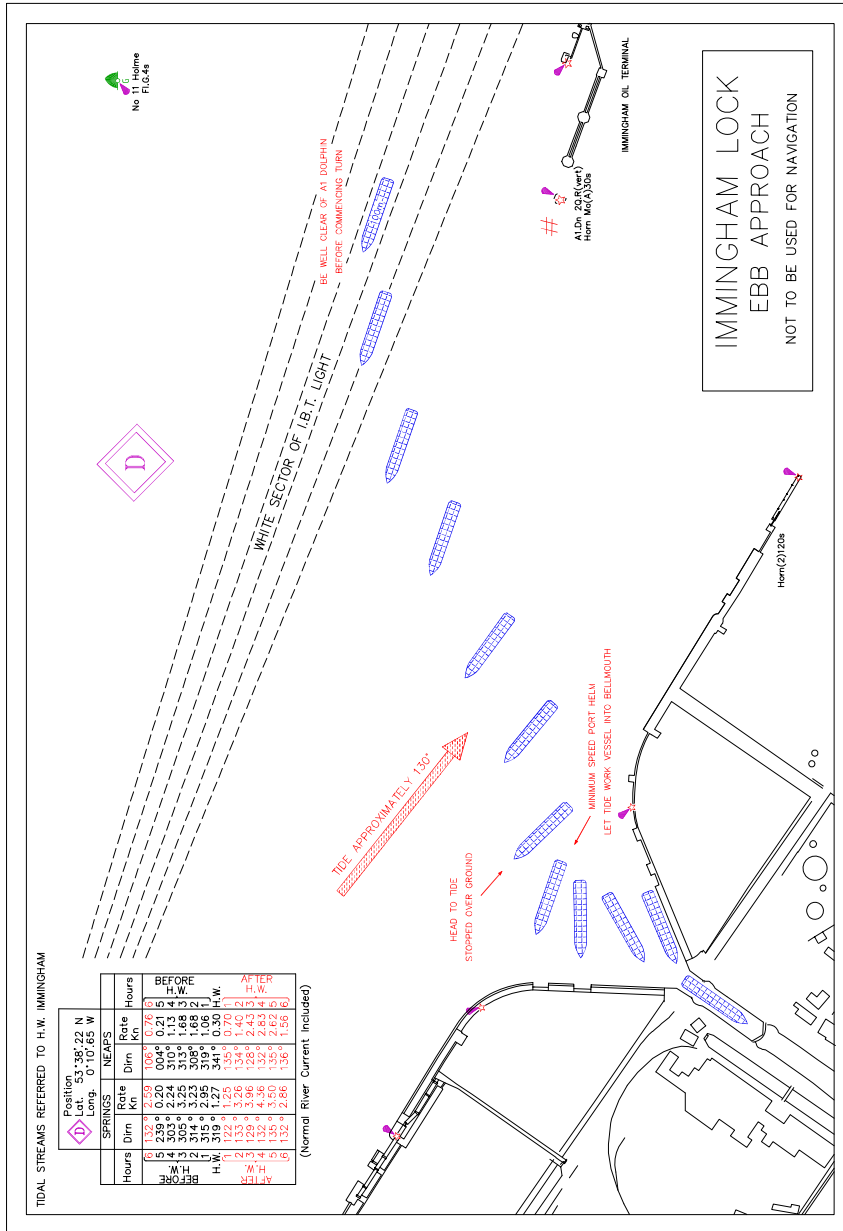 TIDAL STREAMS REFERRED TO H.W. IMMINGHAM
D
Position
Lat. 53°38'.22 N
Long. 0°10'.65 W
SPRINGS NEAPS
Hours Dirn Rate Kn Dirn Rate Kn Hours
BEFORE H.W. BEFORE H.W.
6 132° 2.59 106° 0.76 6
5 239° 0.20 004° 0.21 5
4 303° 2.24 310° 1.13 4
3 305° 3.25 313° 1.68 3
2 314° 3.23 308° 1.68 2
1 315° 2.95 319° 1.06 1
H.W. 319° 1.27 341° 0.30 H.W.
AFTER H.W. AFTER H.W.
1 122° 1.25 135° 0.70 1
2 133° 3.26 124° 1.40 2
3 129° 3.96 128° 2.43 3
4 132° 4.36 132° 2.83 4
5 135° 3.50 135° 2.62 5
6 132° 2.86 136° 1.56 6
(Normal River Current Included)
D
No 11 Holme
Fl.G.4s
G
WHITE SECTOR OF I.B.T. LIGHT
BE WELL CLEAR OF A1 DOLPHIN
BEFORE COMMENDING TURN
100m
TIDE APPROXIMATELY 130°
HEAD TO TIDE
STOPPED OVER GROUND
MINIMUM SPEED PORT HELM
LET TIDE WORK VESSEL INTO BELLMOUTH
A1.Dn 2Q.R(vert)
Horn Mo(A)30s
IMMINGHAM OIL TERMINAL
Horn(2)120s
IMMINGHAM LOCK
EBB APPROACH
NOT TO BE USED FOR NAVIGATION